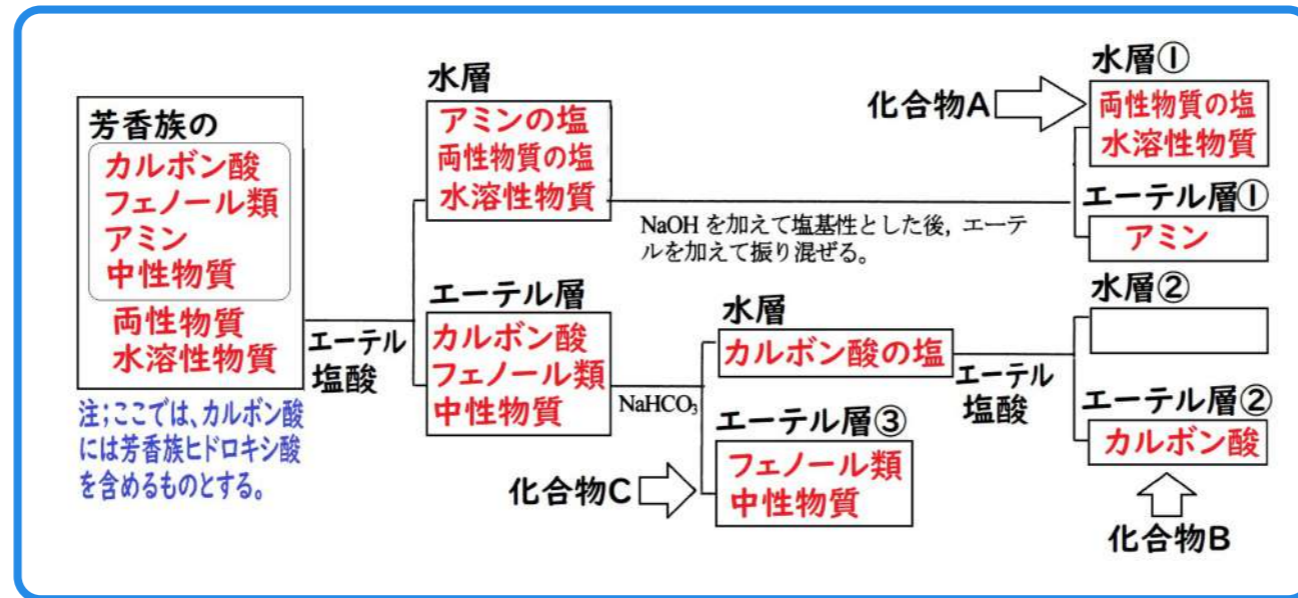 芳香族の
カルボン酸
フェノール類
アミン
中性物質
両性物質
水溶性物質
注;ここでは、カルボン酸
には芳香族ヒドロキシ酸
を含めるものとする。
エーテル
塩酸
水層
アミンの塩
両性物質の塩
水溶性物質
エーテル層
カルボン酸
フェノール類
中性物質
NaOH を加えて塩基性とした後, エーテ
ルを加えて振り混ぜる。
化合物A
水層①
両性物質の塩
水溶性物質
エーテル層①
アミン
NaHCO₃
水層
カルボン酸の塩
エーテル層③
フェノール類
中性物質
化合物C
エーテル
塩酸
水層②
エーテル層②
カルボン酸
化合物B